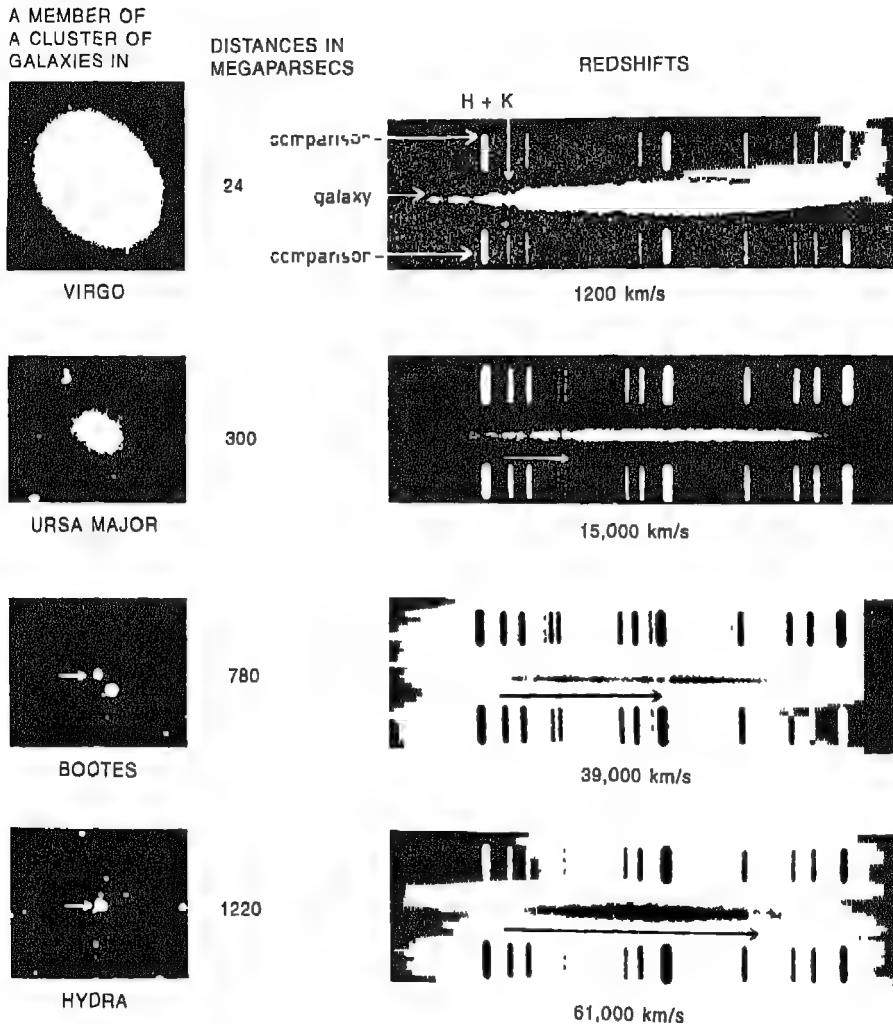 A MEMBER OF
A CLUSTER OF
GALAXIES IN
DISTANCES IN
MEGAPARSECS
REDSHIFTS
H + K
comparison
24
galaxy
comparison
VIRGO
1200 km/s
300
URSA MAJOR
15,000 km/s
780
BOOTES
39,000 km/s
1220
HYDRA
61,000 km/s